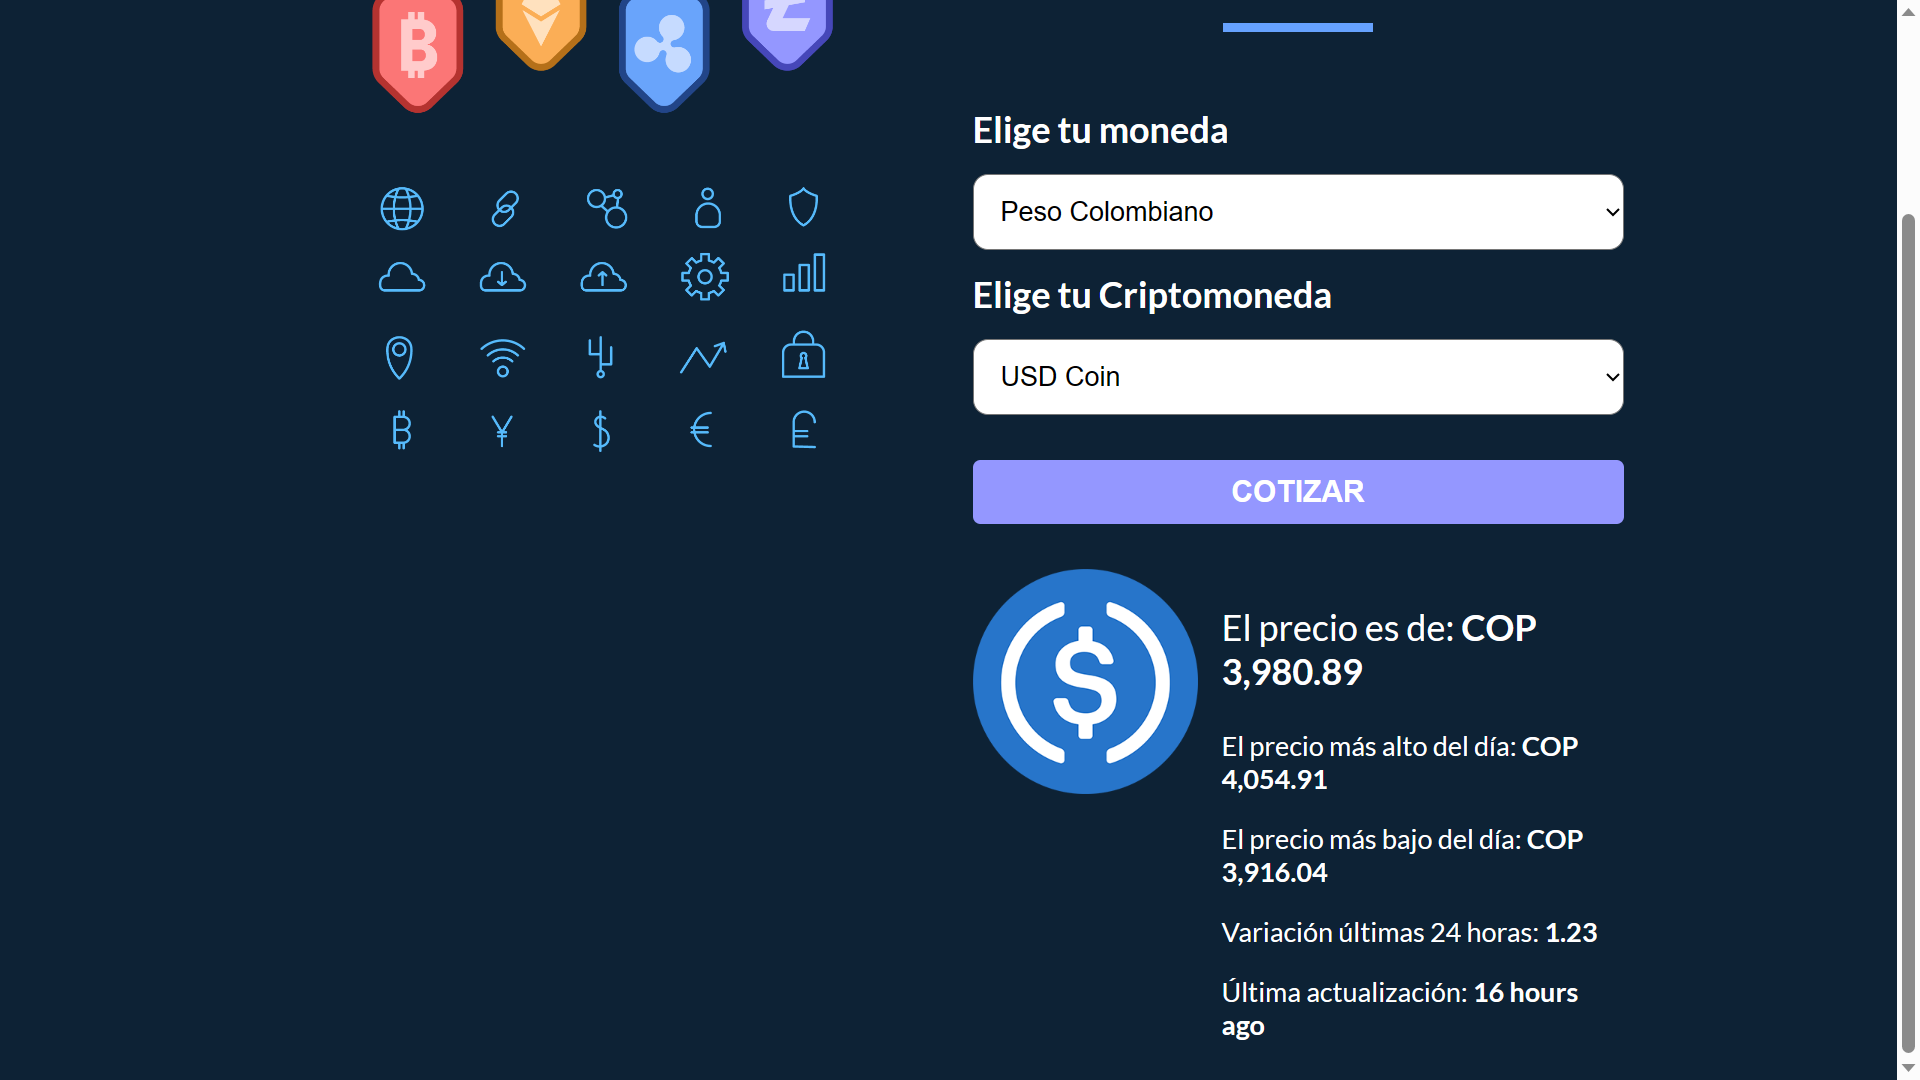 Elige tu moneda
Peso Colombiano
Elige tu Criptomoneda
USD Coin
COTIZAR
El precio es de: COP
3,980.89
El precio más alto del día: COP
4,054.91
El precio más bajo del día: COP
3,916.04
Variación últimas 24 horas: 1.23
Última actualización: 16 hours
ago